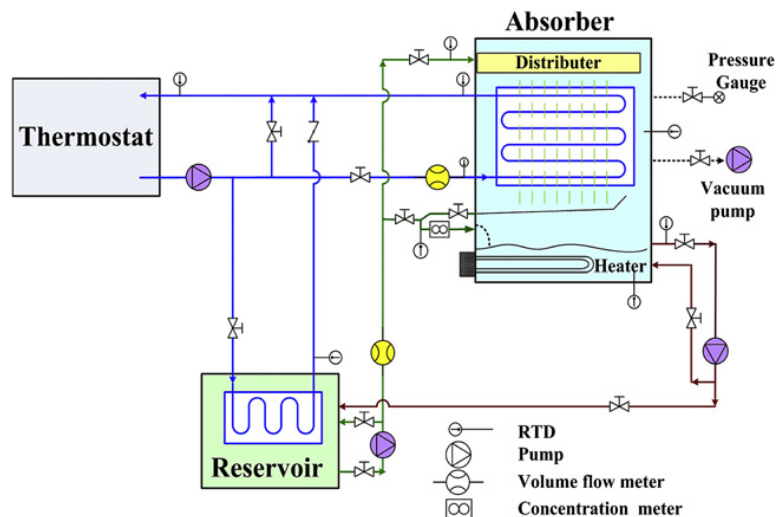 Absorber
Distributer
Pressure
Gauge
Thermostat
Vacuum
pump
Heater
Reservoir
RTD
Pump
Volume flow meter
Concentration meter